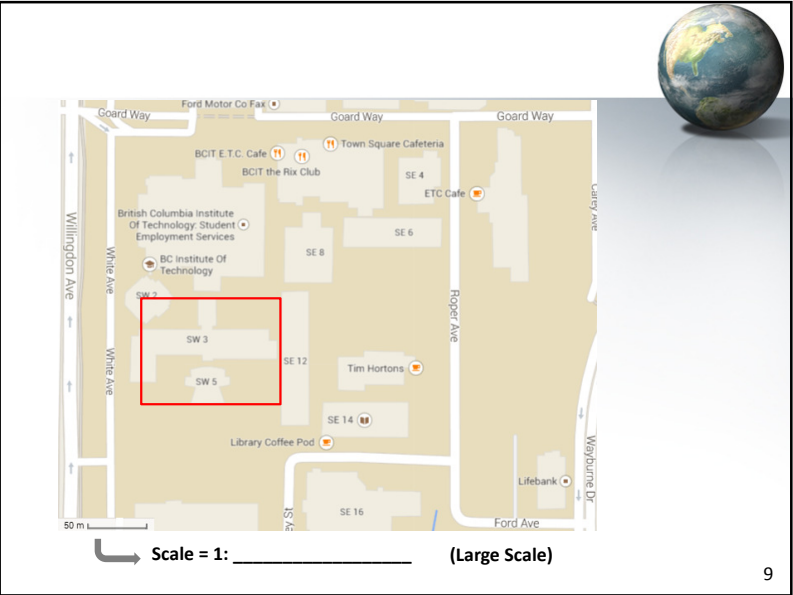 Ford Motor Co Fax
Goard Way
Goard Way
Goard Way
Town Square Cafeteria
BCIT E.T.C. Cafe
BCIT the Rix Club
SE 4
ETC Cafe
Carey Ave
British Columbia Institute
Of Technology: Student
Employment Services
Willingdon Ave
White Ave
SE 6
SE 8
BC Institute Of
Technology
SW 2
Roper Ave
SW 3
White Ave
SE 12
Tim Hortons
SW 5
SE 14
Library Coffee Pod
Wayburne Dr
Lifebank
SE 16
ey St
Ford Ave
50 m
Scale = 1: __________________ (Large Scale)
9